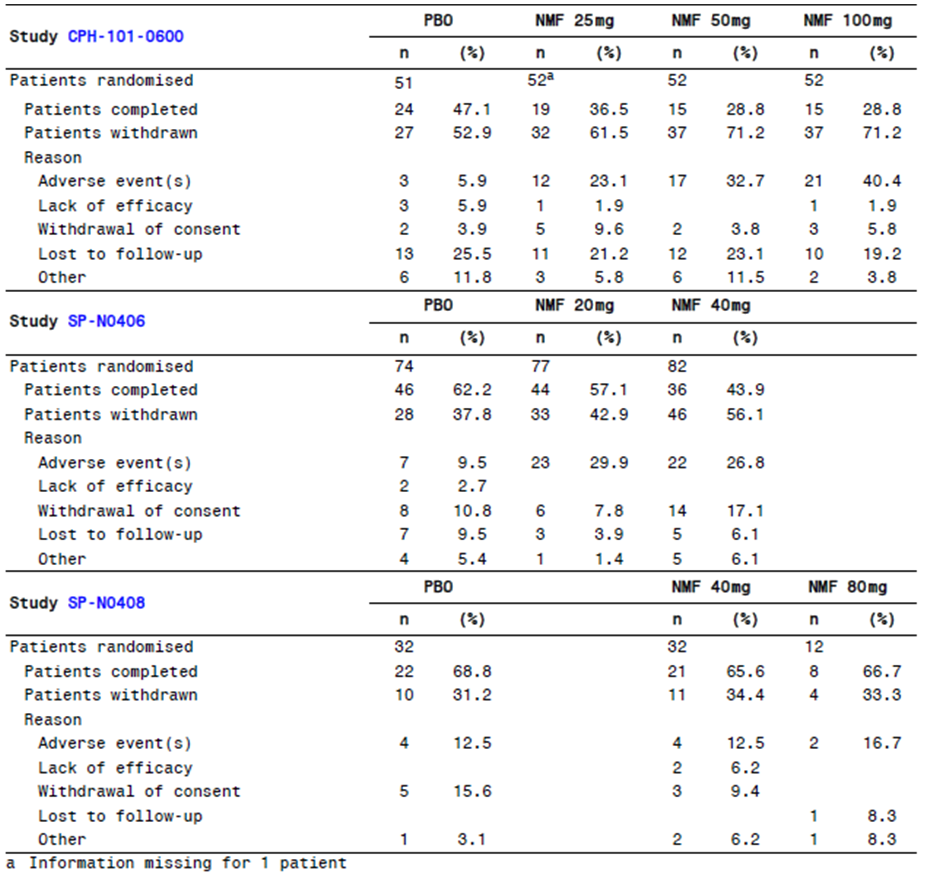 PBO NMF 25mg NMF 50mg NMF 100mg
Study CPH-101-0600
n (%) n (%) n (%) n (%)
Patients randomised 51 52a 52 52
Patients completed 24 47.1 19 36.5 15 28.8 15 28.8
Patients withdrawn 27 52.9 32 61.5 37 71.2 37 71.2
Reason
Adverse event(s) 3 5.9 12 23.1 17 32.7 21 40.4
Lack of efficacy 3 5.9 1 1.9 1 1.9
Withdrawal of consent 2 3.9 5 9.6 2 3.8 3 5.8
Lost to follow-up 13 25.5 11 21.2 12 23.1 10 19.2
Other 6 11.8 3 5.8 6 11.5 2 3.8
PBO NMF 20mg NMF 40mg
Study SP-N0406
n (%) n (%) n (%)
Patients randomised 74 77 82
Patients completed 46 62.2 44 57.1 36 43.9
Patients withdrawn 28 37.8 33 42.9 46 56.1
Reason
Adverse event(s) 7 9.5 23 29.9 22 26.8
Lack of efficacy 2 2.7
Withdrawal of consent 8 10.8 6 7.8 14 17.1
Lost to follow-up 7 9.5 3 3.9 5 6.1
Other 4 5.4 1 1.4 5 6.1
PBO NMF 40mg NMF 80mg
Study SP-N0408
n (%) n (%) n (%)
Patients randomised 32 32 12
Patients completed 22 68.8 21 65.6 8 66.7
Patients withdrawn 10 31.2 11 34.4 4 33.3
Reason
Adverse event(s) 4 12.5 4 12.5 2 16.7
Lack of efficacy 2 6.2
Withdrawal of consent 5 15.6 3 9.4
Lost to follow-up 1 8.3
Other 1 3.1 2 6.2 1 8.3
a Information missing for 1 patient